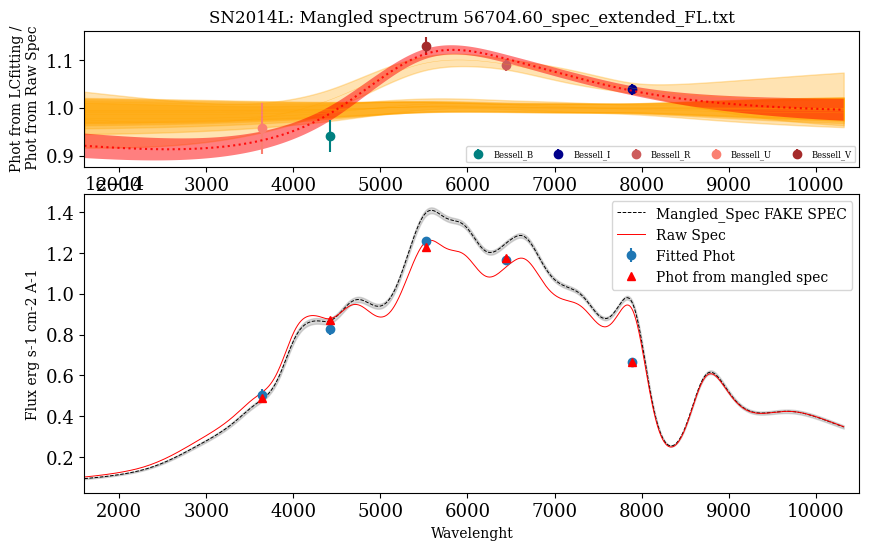 SN2014L: Mangled spectrum 56704.60_spec_extended_FL.txt
Phot from LCfitting /
Phot from Raw Spec
1.1
1.0
0.9
Bessell_B Bessell_I Bessell_R Bessell_U Bessell_V
2000 3000 4000 5000 6000 7000 8000 9000 10000
1e−14
Flux erg s-1 cm-2 A-1
1.4
1.2
1.0
0.8
0.6
0.4
0.2
Mangled_Spec FAKE SPEC
Raw Spec
Fitted Phot
Phot from mangled spec
2000 3000 4000 5000 6000 7000 8000 9000 10000
Wavelenght